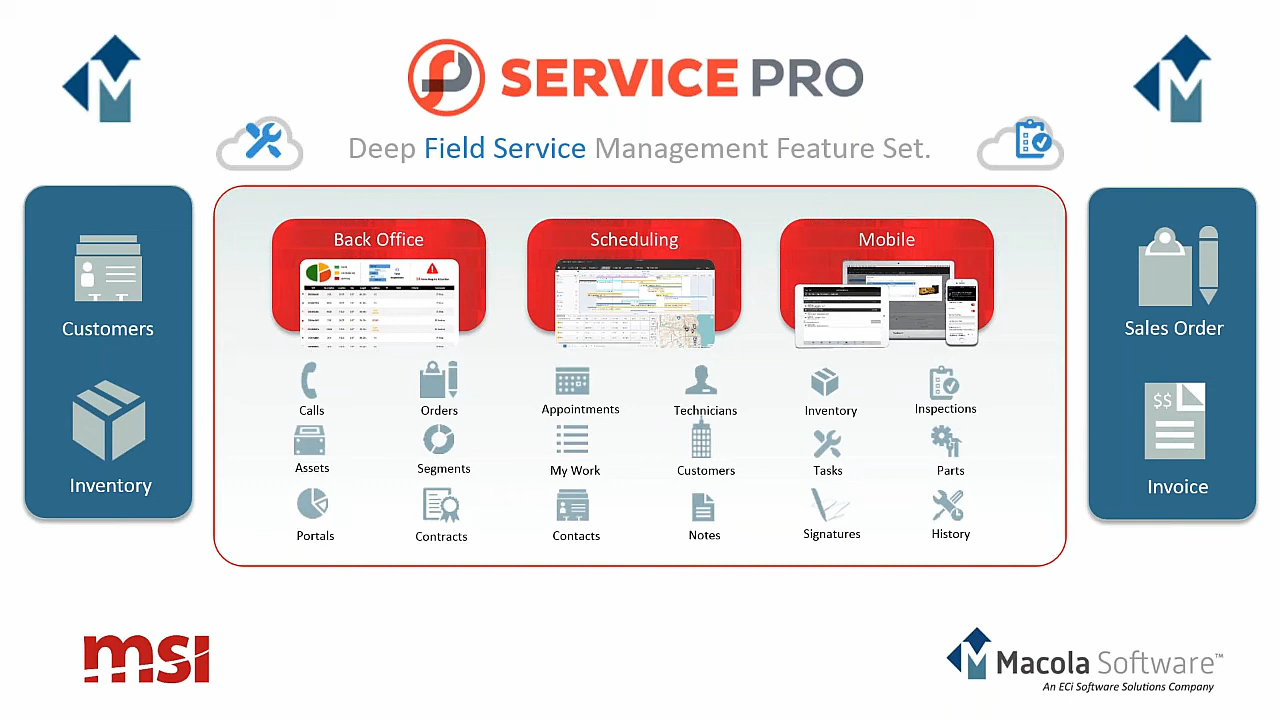 SERVICE PRO
Deep Field Service Management Feature Set.
Customers
Inventory
Back Office
Scheduling
Mobile
Calls
Orders
Appointments
Technicians
Inventory
Inspections
Assets
Segments
My Work
Customers
Tasks
Parts
Portals
Contracts
Contacts
Notes
Signatures
History
Sales Order
$$
Invoice
msi
M Macola Software™
An ECi Software Solutions Company